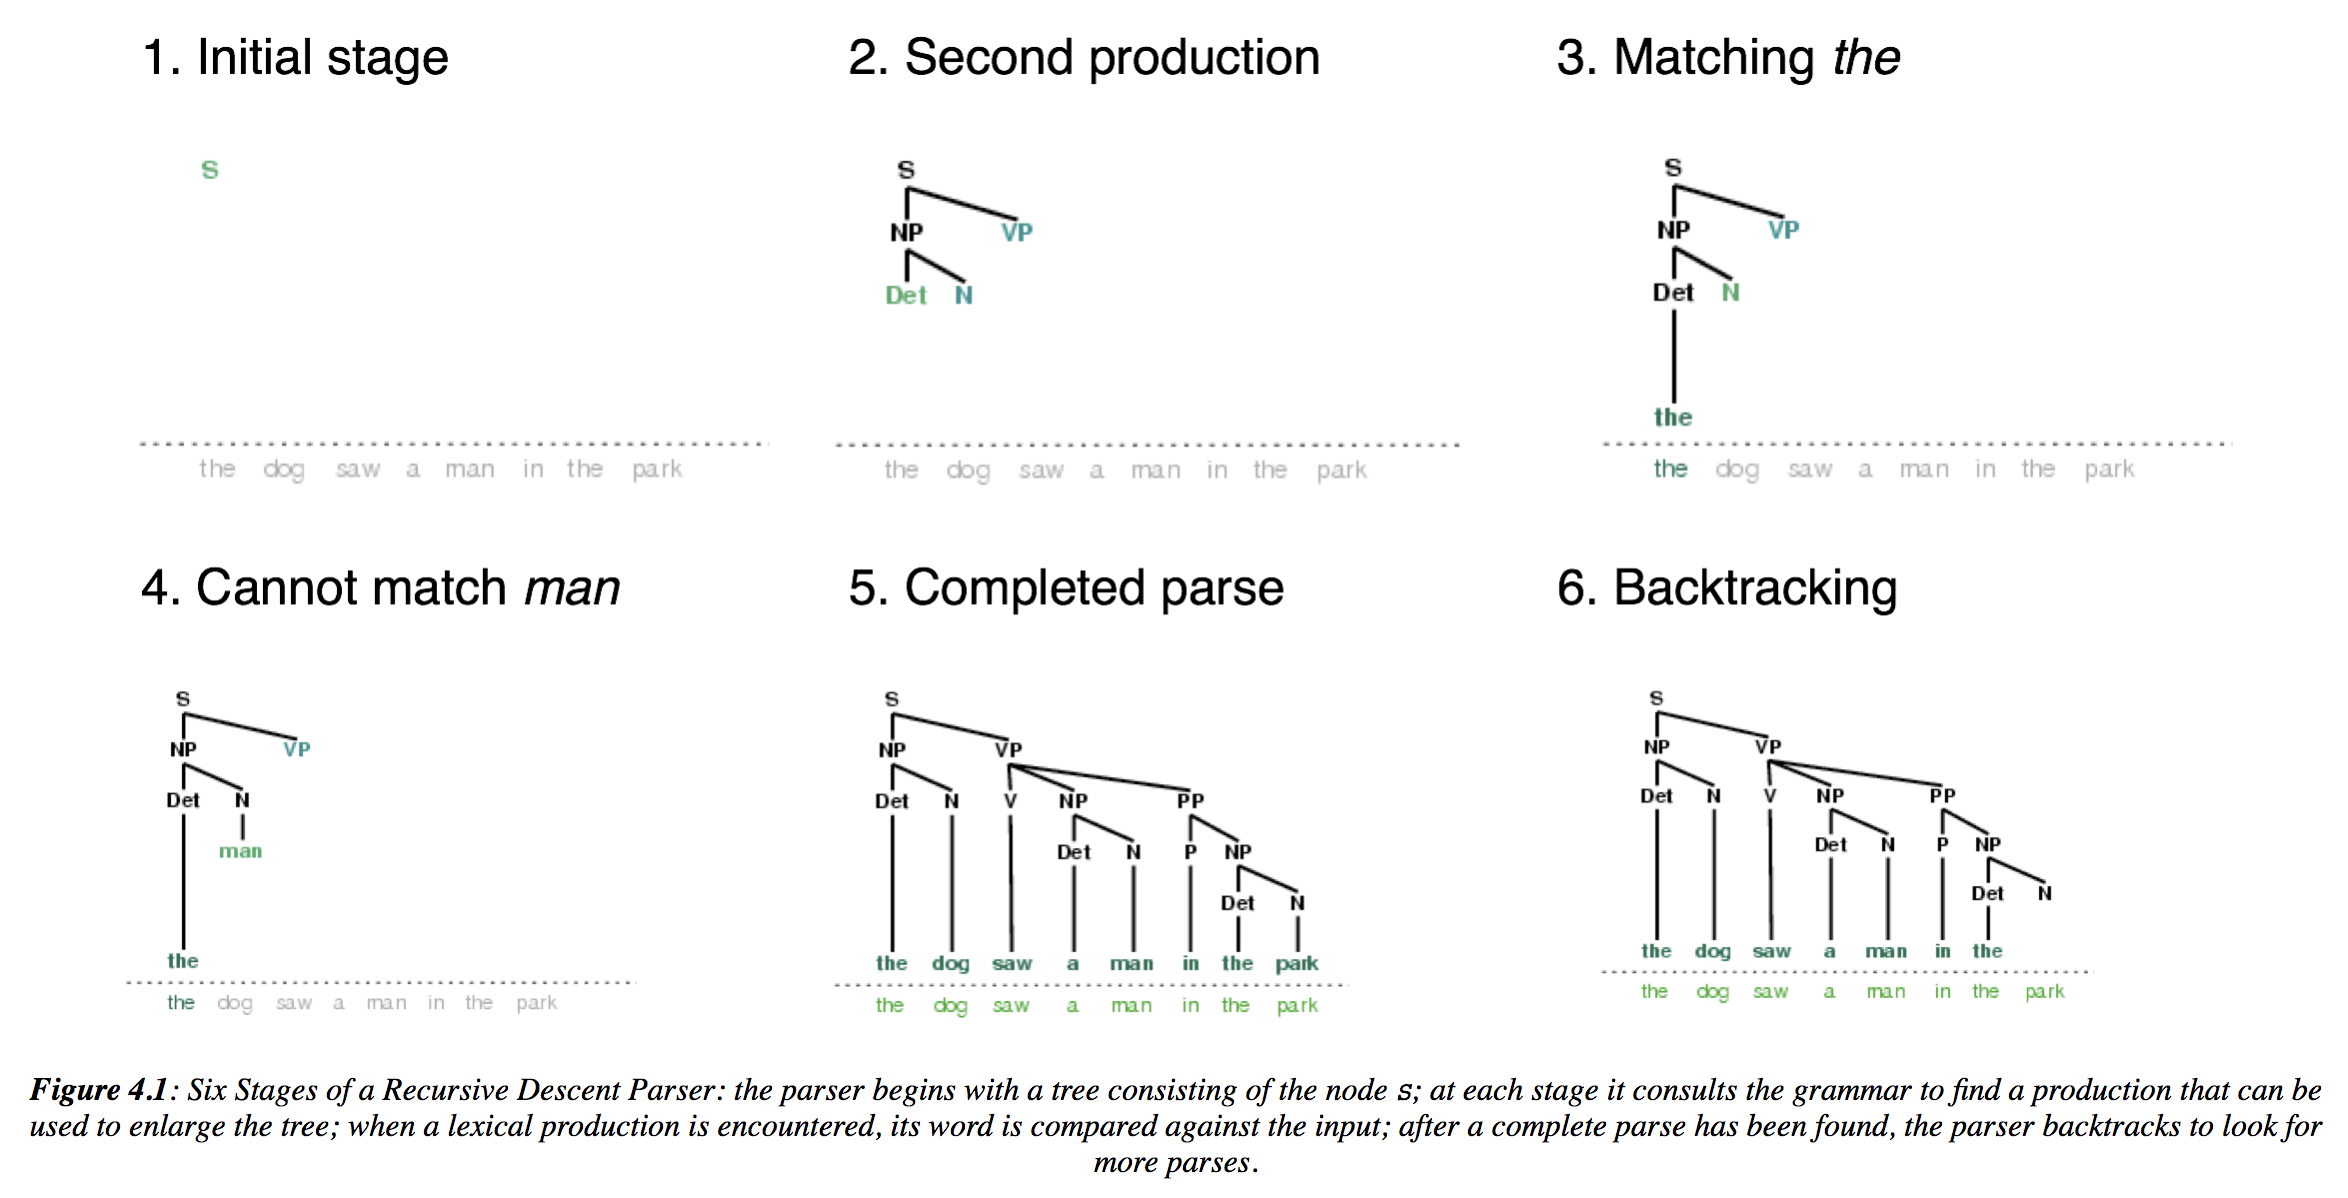 1. Initial stage
S
the dog saw a man in the park
2. Second production
S
NP VP
Det N
the dog saw a man in the park
3. Matching the
S
NP VP
Det N
the
the dog saw a man in the park
4. Cannot match man
S
NP VP
Det N
man
the
the dog saw a man in the park
5. Completed parse
S
NP VP
Det N V NP PP
Det N P NP
Det N
the dog saw a man in the park
the dog saw a man in the park
6. Backtracking
S
NP VP
Det N V NP PP
Det N P NP
Det N
the dog saw a man in the
the dog saw a man in the park
Figure 4.1: Six Stages of a Recursive Descent Parser: the parser begins with a tree consisting of the node S; at each stage it consults the grammar to find a production that can be
used to enlarge the tree; when a lexical production is encountered, its word is compared against the input; after a complete parse has been found, the parser backtracks to look for
more parses.